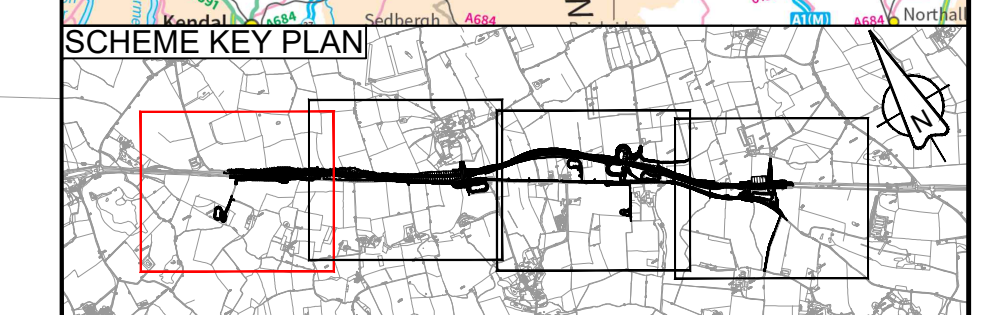 Kendal
A684
Sedbergh
A684
N
A1(M)
A684
Northall
SCHEME KEY PLAN
N